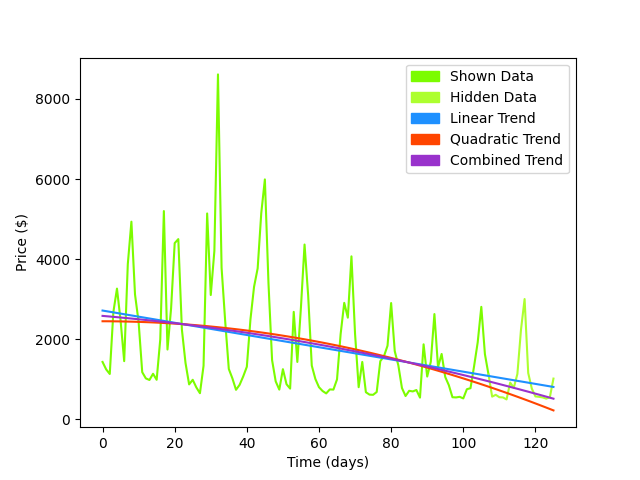 Shown Data
Hidden Data
Linear Trend
Quadratic Trend
Combined Trend
8000
6000
4000
2000
0
Price ($)
0 20 40 60 80 100 120
Time (days)